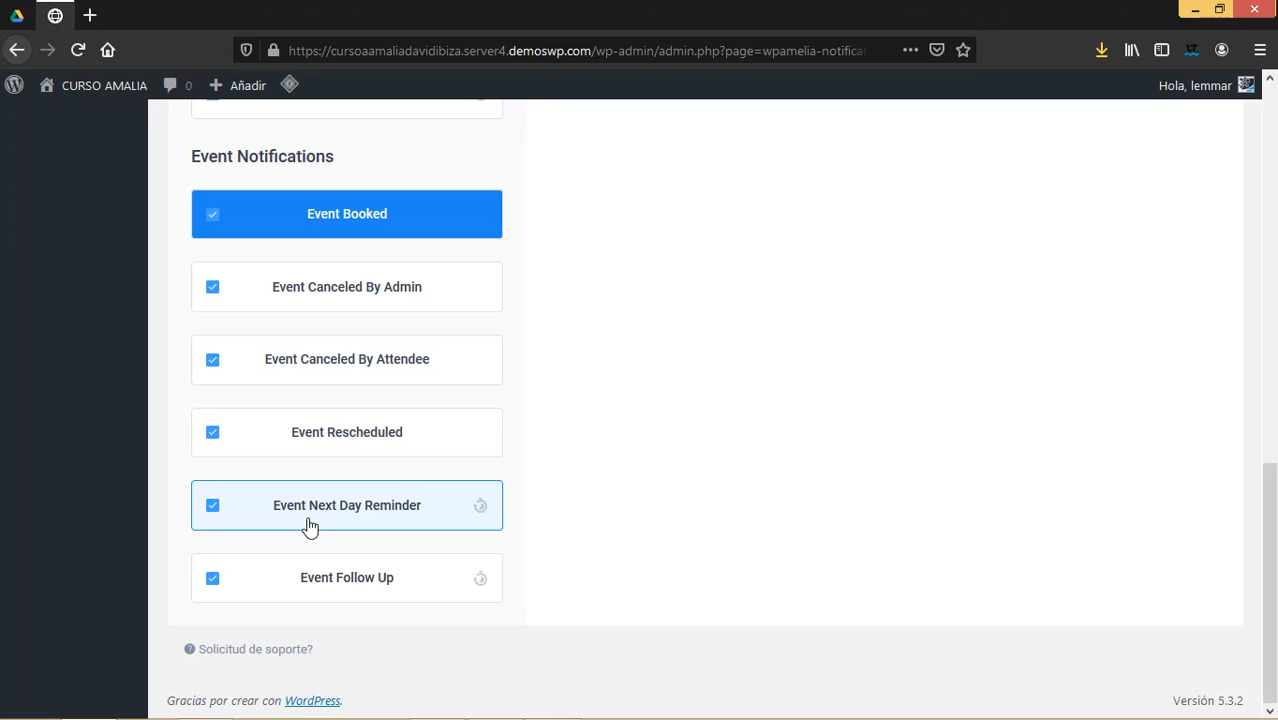 https://cursoaamaliadavidibiza.server4.demoswp.com/wp-admin/admin.php?page=wpamelia-notificat
CURSO AMALIA 0 Añadir Hola, lemmar
Event Notifications
Event Booked
Event Canceled By Admin
Event Canceled By Attendee
Event Rescheduled
Event Next Day Reminder
Event Follow Up
Solicitud de soporte?
Gracias por crear con WordPress. Versión 5.3.2